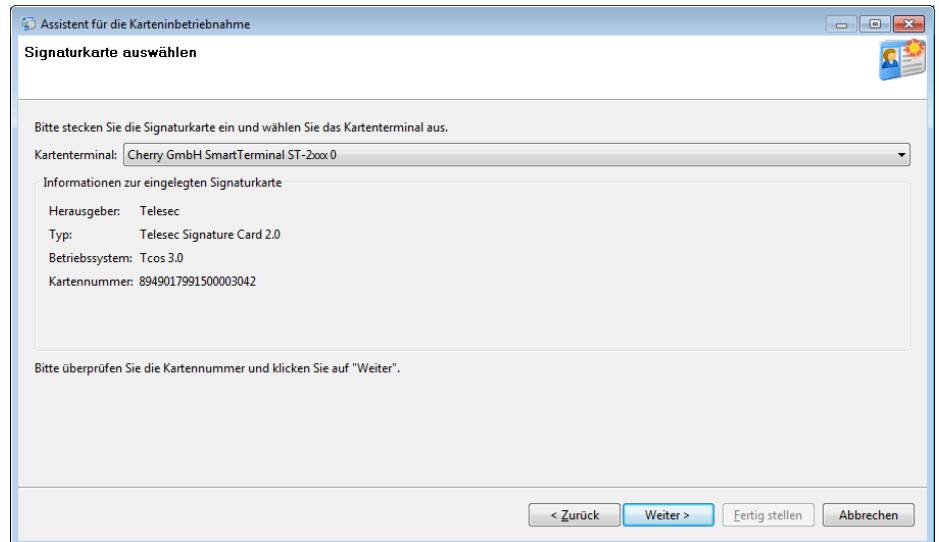 Assistent für die Karteninbetriebnahme
Signaturkarte auswählen
Bitte stecken Sie die Signaturkarte ein und wählen Sie das Kartenterminal aus.
Kartenterminal: Cherry GmbH SmartTerminal ST-2xxx 0
Informationen zur eingelegten Signaturkarte
Herausgeber: Telesec
Typ: Telesec Signature Card 2.0
Betriebssystem: Tcos 3.0
Kartennummer: 8949017991500003042
Bitte überprüfen Sie die Kartennummer und klicken Sie auf "Weiter".
< Zurück Weiter > Fertig stellen Abbrechen